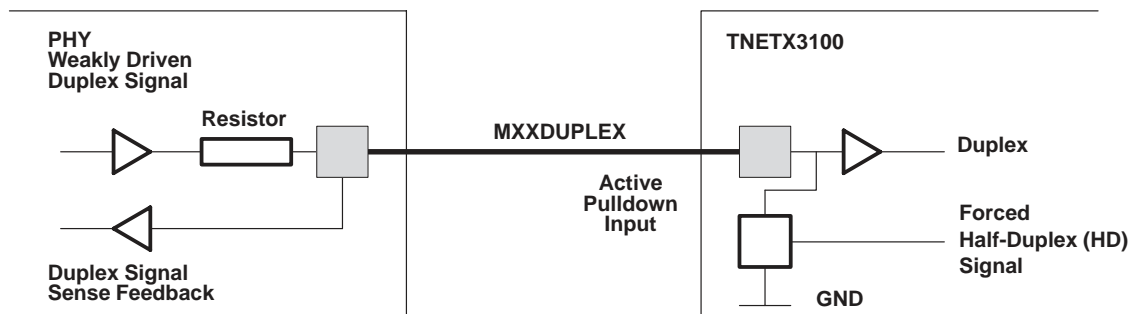 PHY
Weakly Driven
Duplex Signal
TNETX3100
Resistor
MXXDUPLEX
Duplex
Active
Pulldown
Input
Forced
Half-Duplex (HD)
Signal
Duplex Signal
Sense Feedback
GND